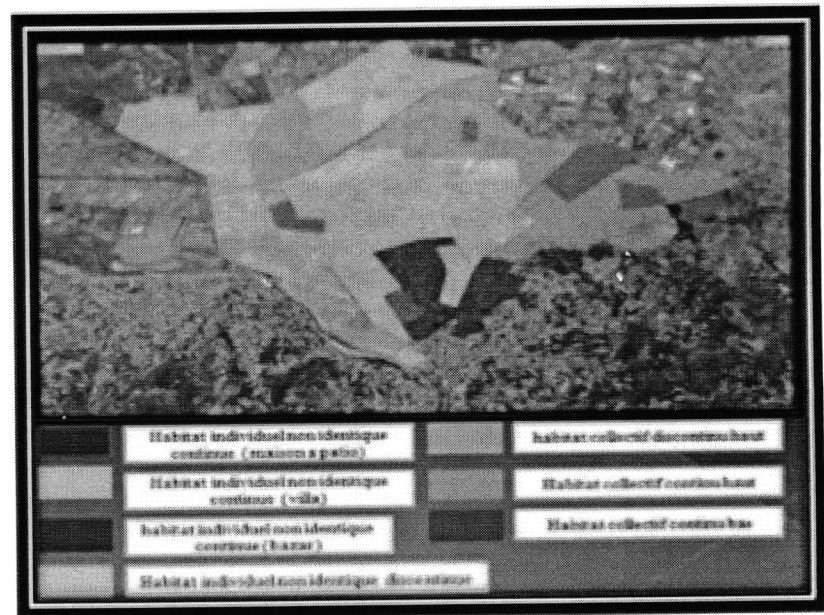 Habitat individuel non identique
continue (maison a patio)
Habitat individuel non identique
continue (villa)
habitat individuel non identique
continue (bazar)
Habitat individuel non identique discontinue
habitat collectif discontinu haut
Habitat collectif continu haut
Habitat collectif continu bas